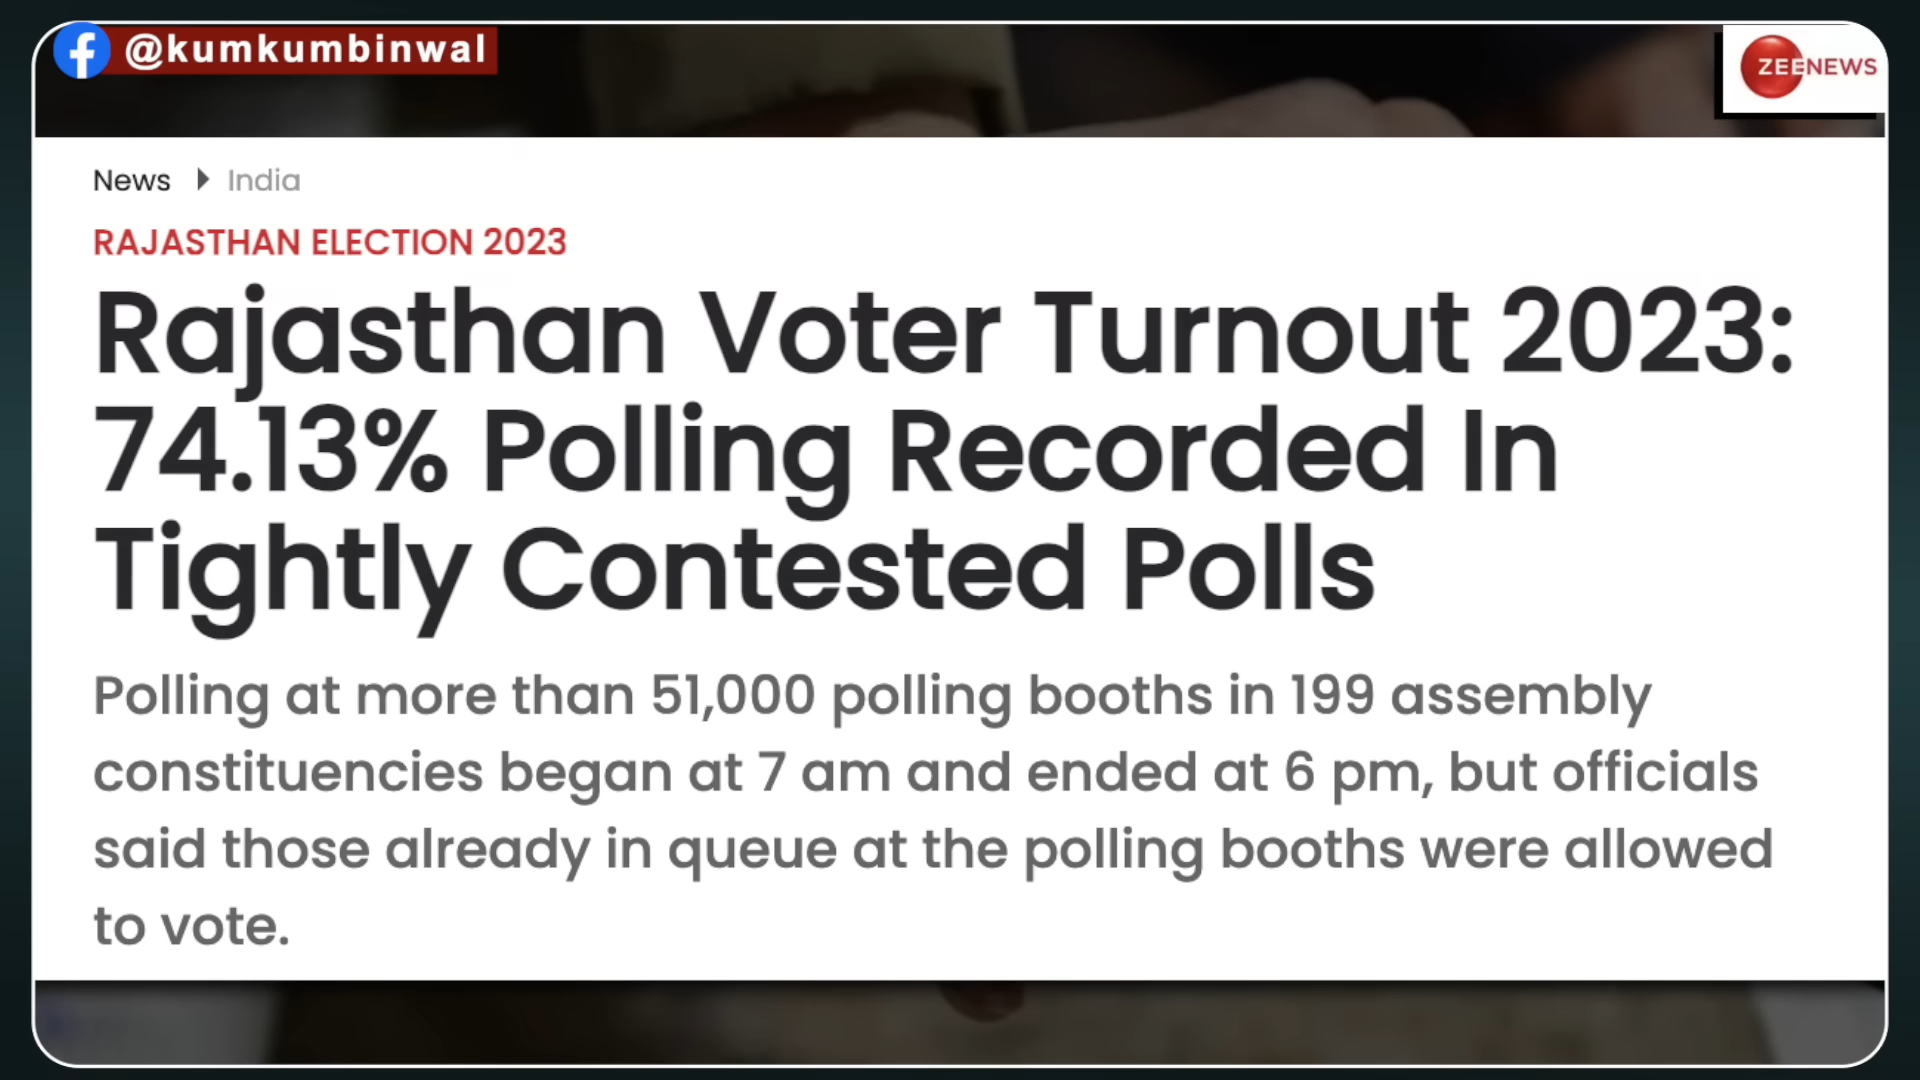 @kumkumbinwal
ZEENEWS
News India
RAJASTHAN ELECTION 2023
Rajasthan Voter Turnout 2023:
74.13% Polling Recorded In
Tightly Contested Polls
Polling at more than 51,000 polling booths in 199 assembly
constituencies began at 7 am and ended at 6 pm, but officials
said those already in queue at the polling booths were allowed
to vote.